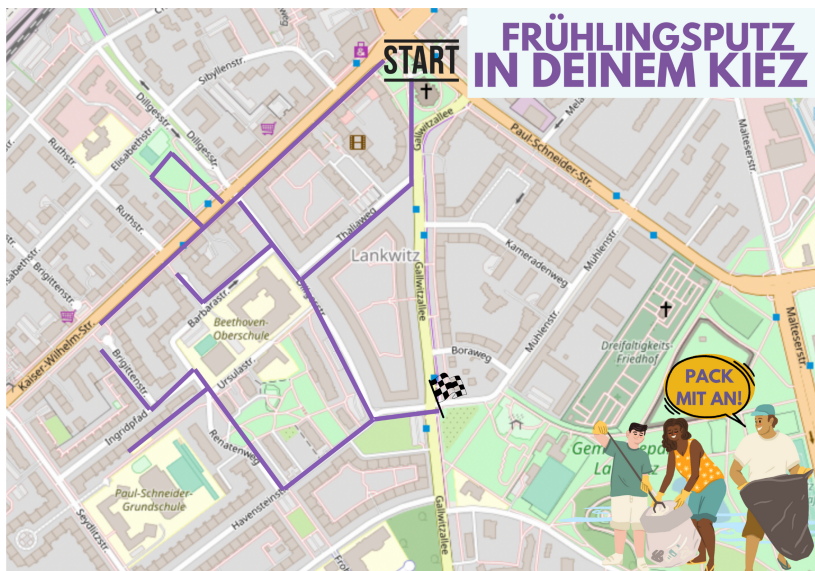 START
FRÜHLINGSPUTZ
IN DEINEM KIEZ
Sibyllenstr.
Dillgesstr.
Dillgesstr.
Elisabethstr.
Ruthstr.
Ruthstr.
Gallwitzallee
Paul-Schneider-Str.
Malteserstr.
Thaliaweg
Lankwitz
Kameradenweg
Mühlenstr.
Gallwitzallee
Brigittenstr.
Barbarastr.
Beethoven-
Oberschule
Kaiser-Wilhelm-Str.
Mühlenstr.
Malteserstr.
Dreifaltigkeits-
Friedhof
Boraweg
Brigittenstr.
Ursulastr.
PACK
MIT AN!
Ingridpfad
Renatenweg
Paul-Schneider-
Grundschule
Havensteinstr.
Seydlitzstr.
Gallwitzallee